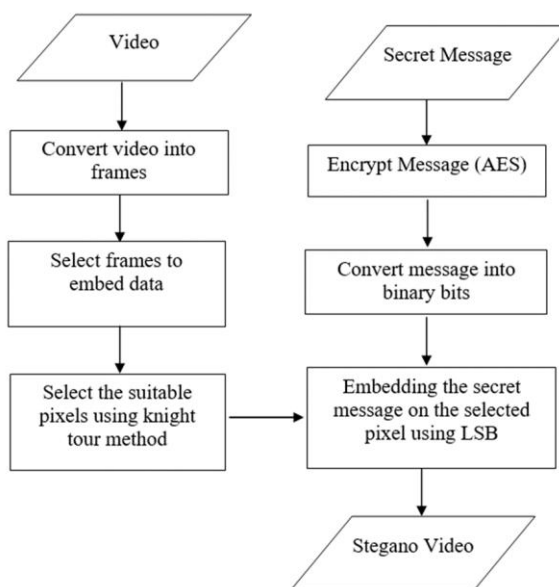 Video
Convert video into
frames
Select frames to
embed data
Select the suitable
pixels using knight
tour method
Secret Message
Encrypt Message (AES)
Convert message into
binary bits
Embedding the secret
message on the selected
pixel using LSB
Stegano Video